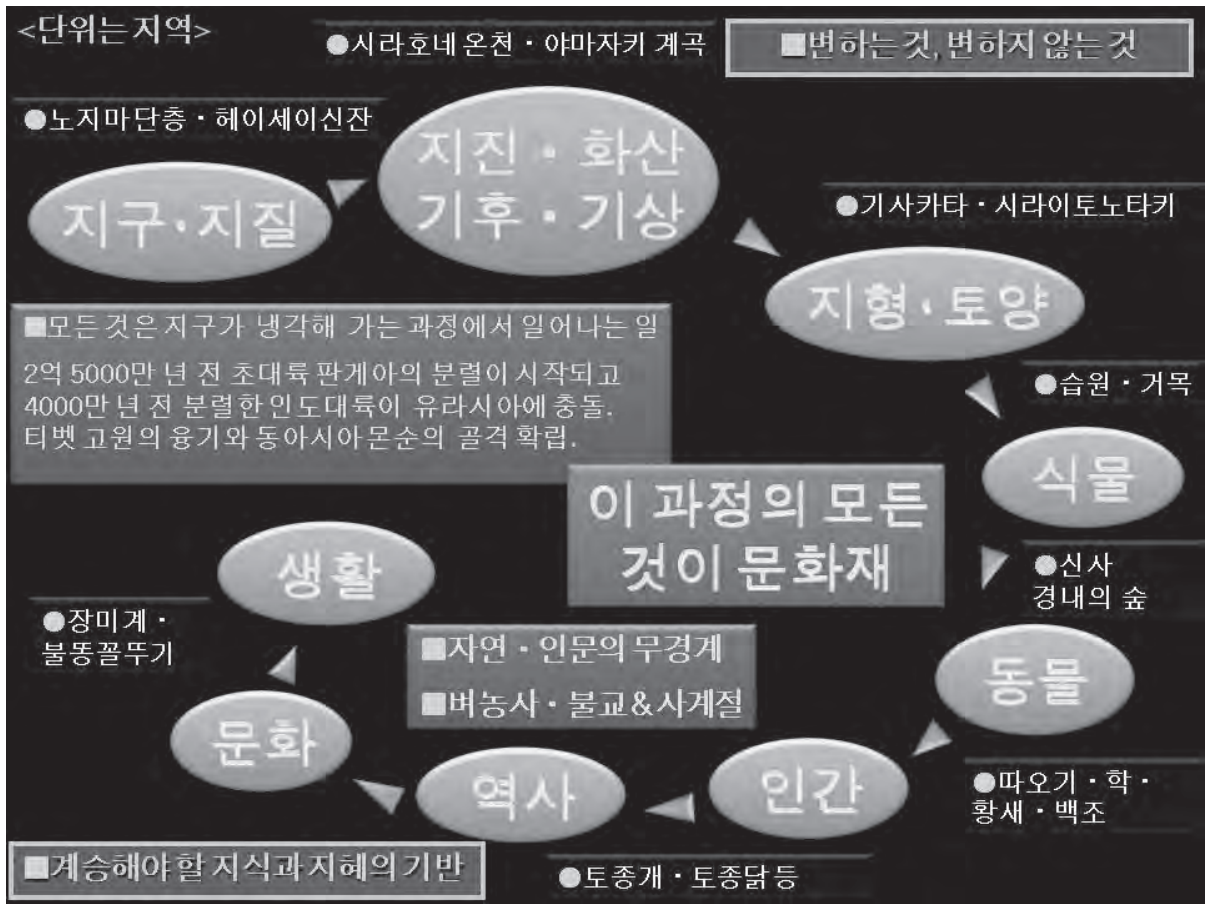 <단위는 지역>
●시라호네 온천・야마자키 계곡
■변하는 것, 변하지 않는 것
●노지마단층・헤이세이신잔
지진・화산
기후・기상
지구・지질
●기사카타・시라이토노타키
지형・토양
■모든 것은 지구가 냉각해 가는 과정에서 일어나는 일
2억 5000만 년 전 초대륙 판게아의 분렬이 시작되고
4000만 년 전 분렬한 인도대륙이 유라시아에 충돌.
티벳 고원의 융기와 동아시아 몬순의 골격 확립.
●습원・거목
식물
이 과정의 모든
것이 문화재
생활
●신사
경내의 숲
●장미계・
불똥꼴뚜기
■자연・인문의 무경계
■벼농사・불교&사계절
동물
문화
역사
인간
●따오기・학・
황새・백조
■계승해야 할 지식과 지혜의 기반
●토종개・토종닭 등